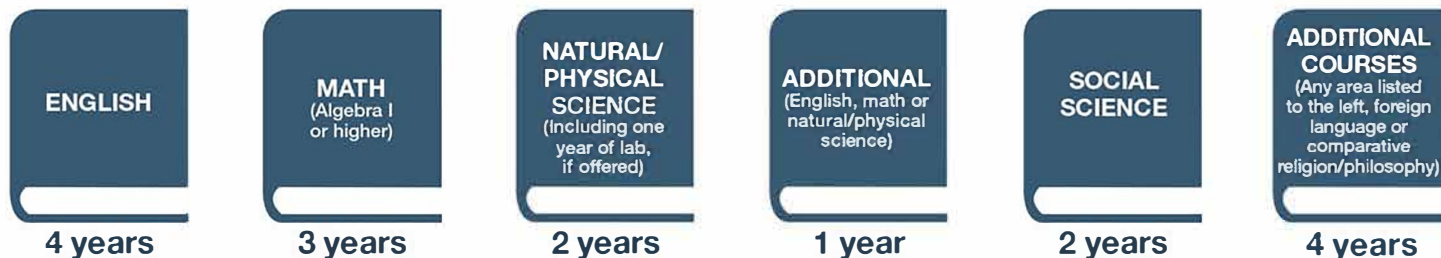 ENGLISH
4 years
MATH
(Algebra I
or higher)
3 years
NATURAL/
PHYSICAL
SCIENCE
(Including one
year of lab,
if offered)
2 years
ADDITIONAL
(English, math or
natural/physical
science)
1 year
SOCIAL
SCIENCE
2 years
ADDITIONAL
COURSES
(Any area listed
to the left, foreign
language or
comparative
religion/philosophy)
4 years